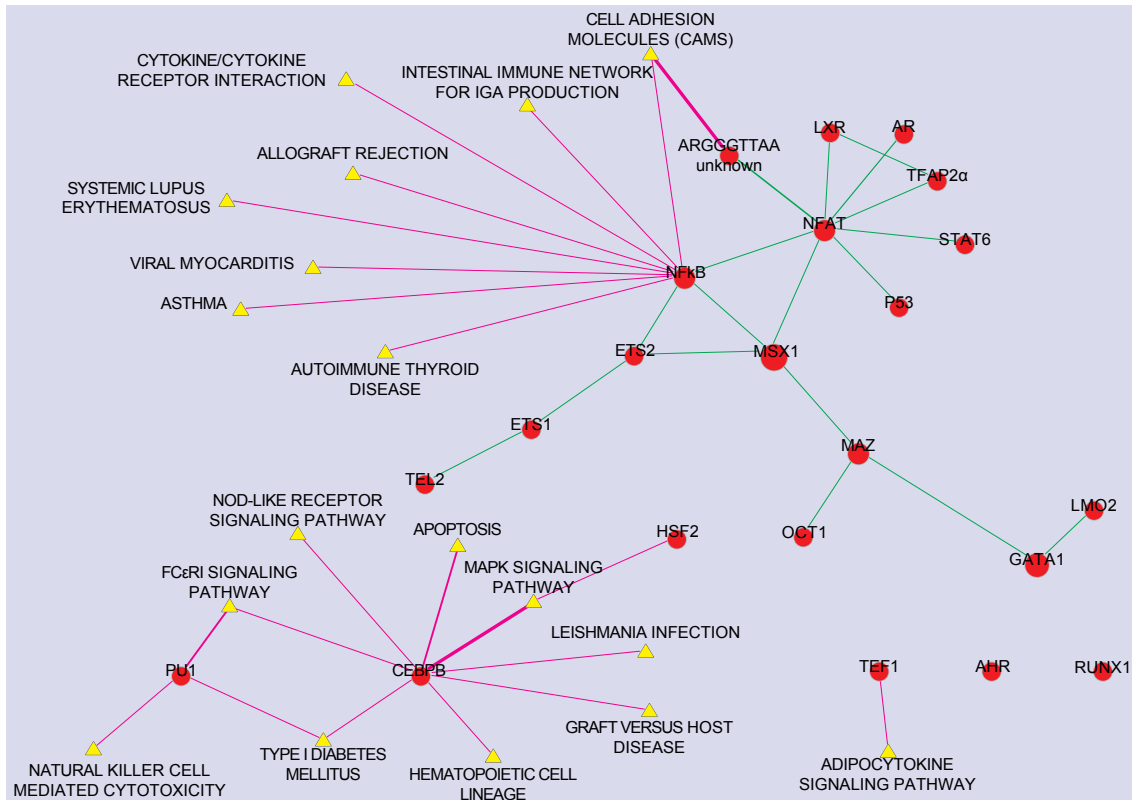 CELL ADHESION
MOLECULES (CAMS)
CYTOKINE/CYTOKINE
RECEPTOR INTERACTION
INTESTINAL IMMUNE NETWORK
FOR IGA PRODUCTION
ARGGGTTAA
unknown
LXR
AR
ALLOGRAFT REJECTION
TFAP2α
SYSTEMIC LUPUS
ERYTHEMATOSUS
NFAT
STAT6
VIRAL MYOCARDITIS
NFkB
ASTHMA
P53
ETS2
MSX1
AUTOIMMUNE THYROID
DISEASE
ETS1
MAZ
TEL2
NOD-LIKE RECEPTOR
SIGNALING PATHWAY
APOPTOSIS
HSF2
OCT1
LMO2
GATA1
FCεRI SIGNALING
PATHWAY
MAPK SIGNALING
PATHWAY
LEISHMANIA INFECTION
PU1
CEBPB
TEF1
AHR
RUNX1
GRAFT VERSUS HOST
DISEASE
NATURAL KILLER CELL
MEDIATED CYTOTOXICITY
TYPE I DIABETES
MELLITUS
HEMATOPOIETIC CELL
LINEAGE
ADIPOCYTOKINE
SIGNALING PATHWAY